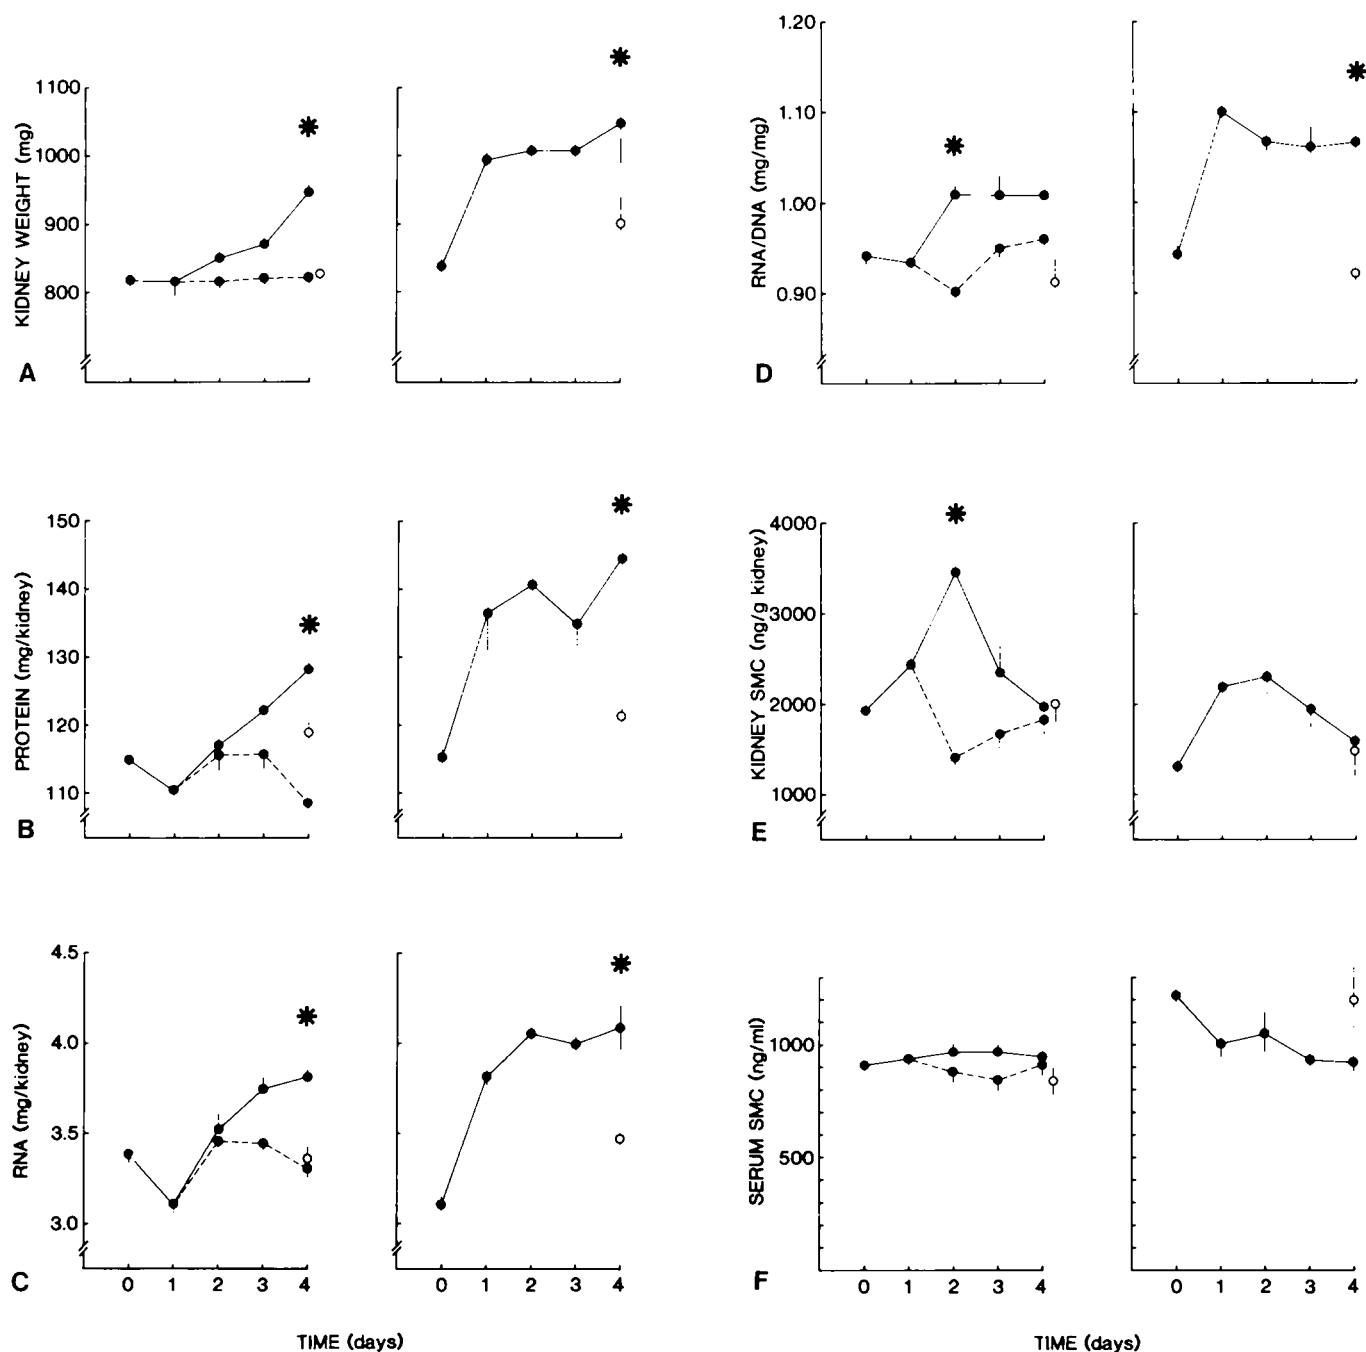 KIDNEY WEIGHT (mg)
1100
1000
900
800
A
RNA/DNA (mg/mg)
1.20
1.10
1.00
0.90
D
PROTEIN (mg/kidney)
150
140
130
120
110
B
KIDNEY SMC (ng/g kidney)
4000
3000
2000
1000
E
RNA (mg/kidney)
4.5
4.0
3.5
3.0
C
0 1 2 3 4
0 1 2 3 4
TIME (days)
SERUM SMC (ng/ml)
1000
500
F
0 1 2 3 4
0 1 2 3 4
TIME (days)